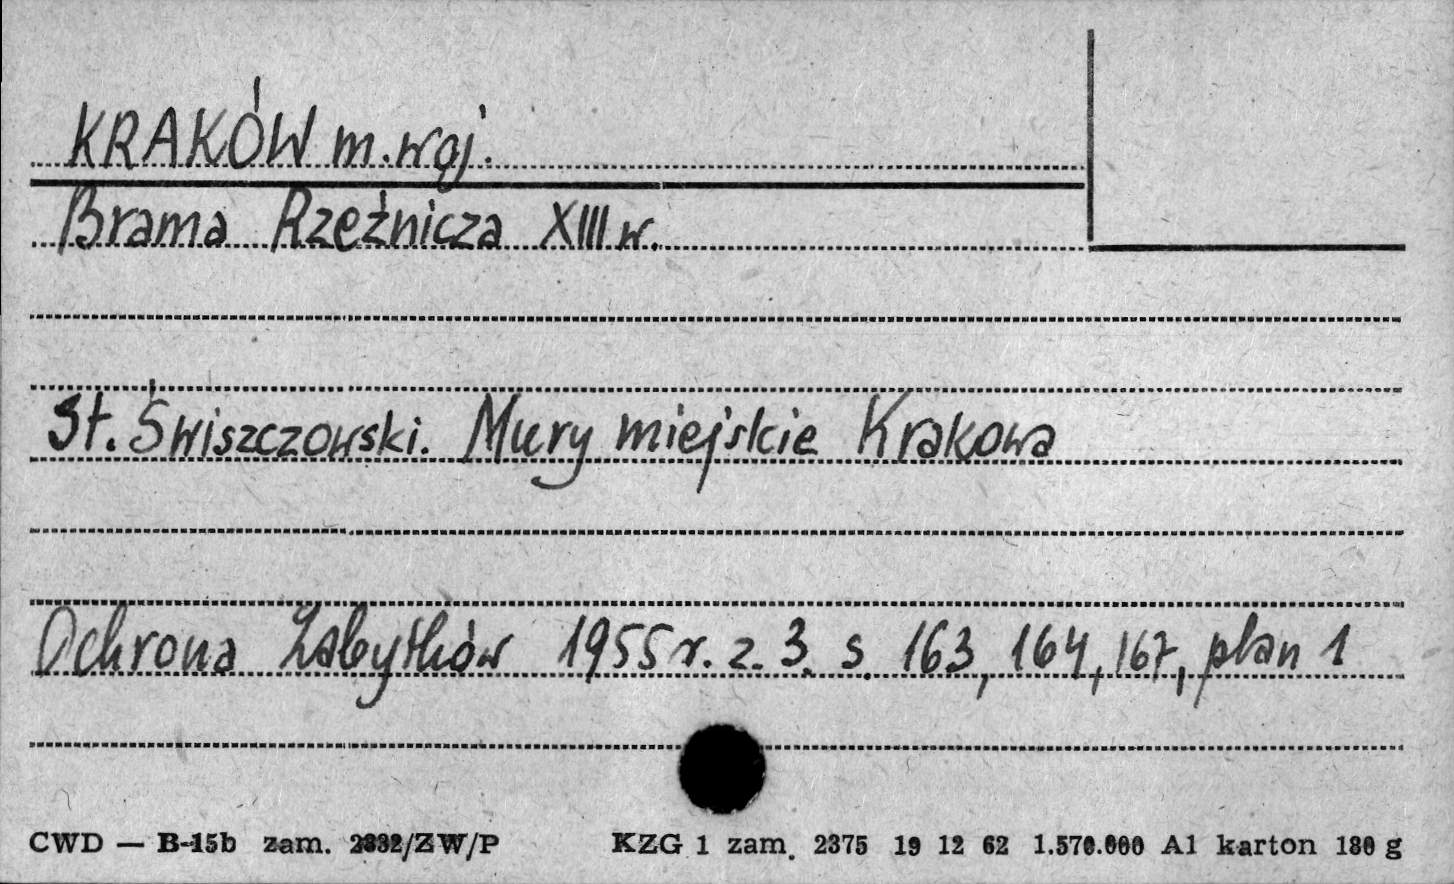 KRAKÓW m. woj.
Brama Rzeźnicza XIII w.
St. Świszczowski. Mury miejskie Krakowa
Ochrona Zabytków 1955 r. z. 3. s. 163, 164, 167, plan 1
CWD — B-15b zam. 2832/ZW/P KZG 1 zam. 2375 19 12 62 1.570.000 A1 karton 180 g